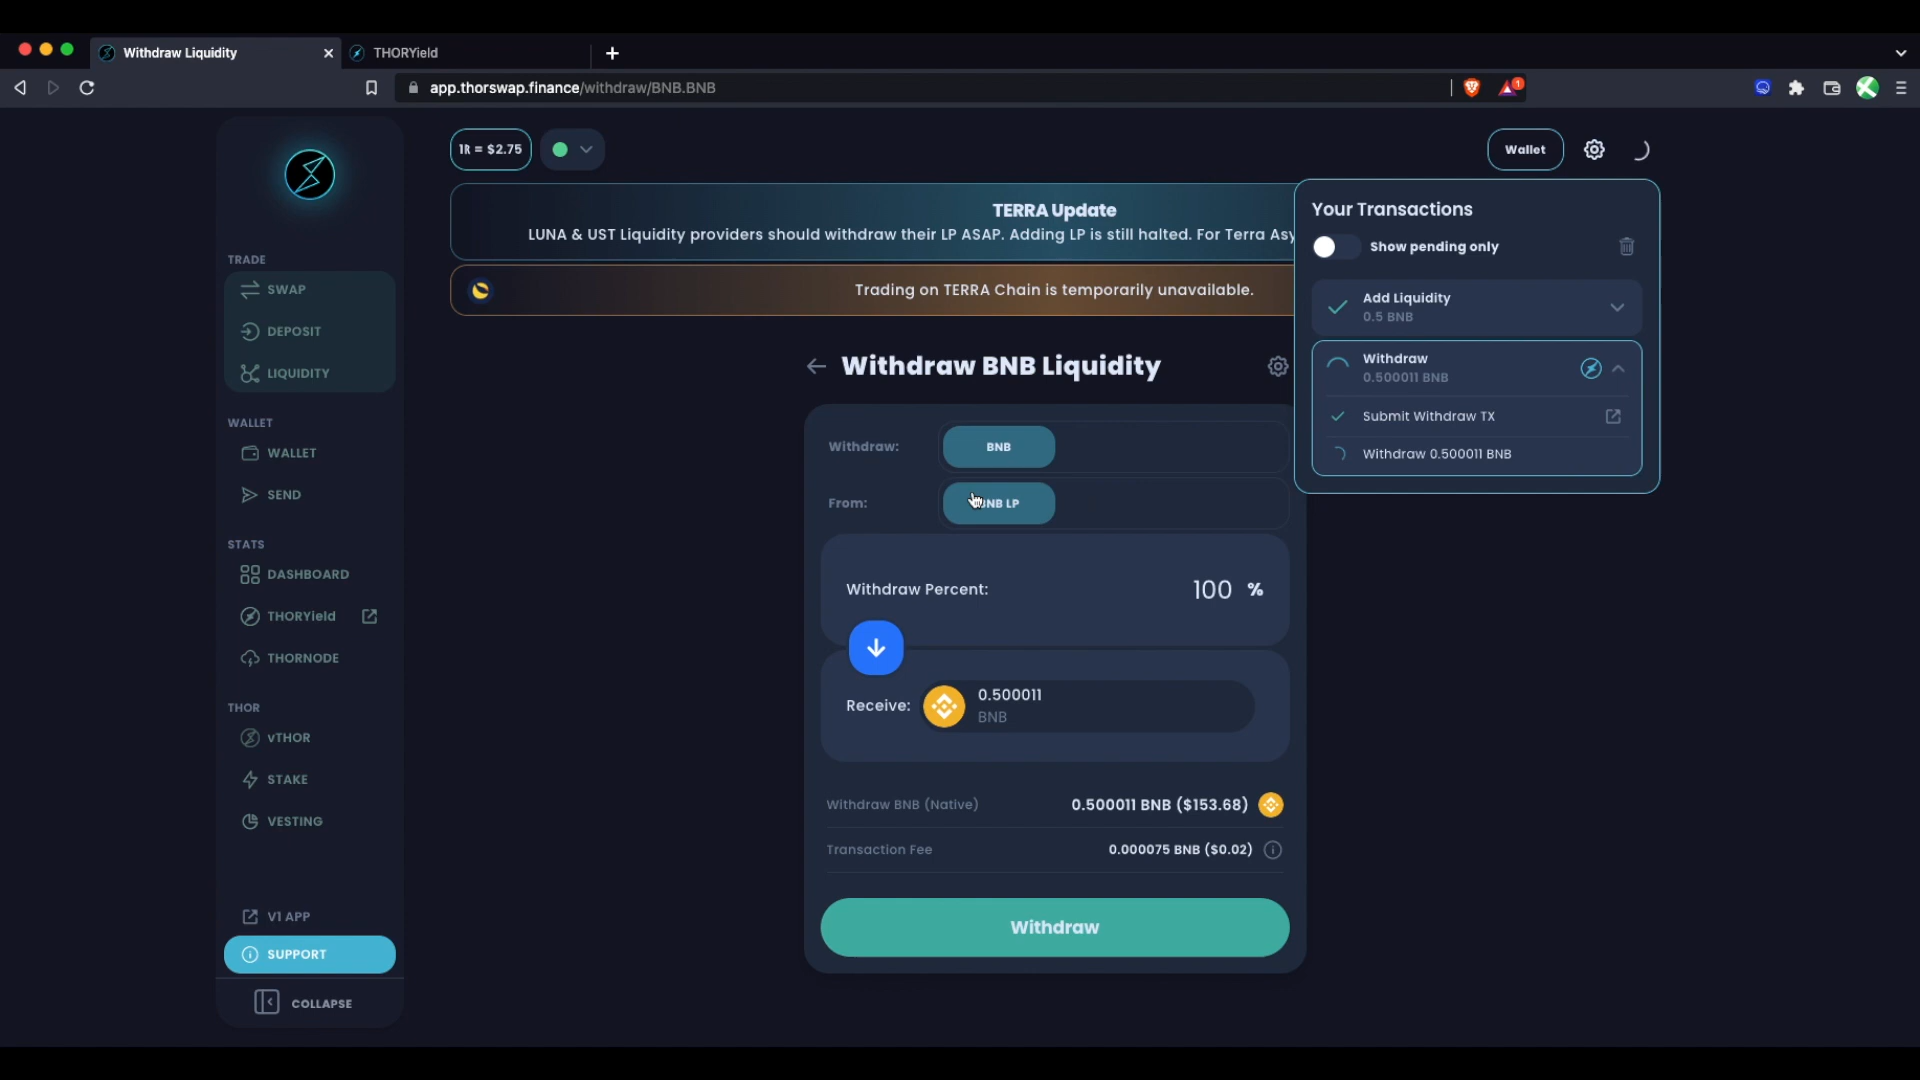 Withdraw Liquidity
THORYield
app.thorswap.finance/withdraw/BNB.BNB
1
1R = $2.75
Wallet
TERRA Update
LUNA & UST Liquidity providers should withdraw their LP ASAP. Adding LP is still halted. For Terra Asy
Trading on TERRA Chain is temporarily unavailable.
Your Transactions
Show pending only
Add Liquidity
0.5 BNB
Withdraw
0.500011 BNB
Submit Withdraw TX
Withdraw 0.500011 BNB
TRADE
SWAP
DEPOSIT
LIQUIDITY
WALLET
WALLET
SEND
STATS
DASHBOARD
THORYield
THORNODE
THOR
vTHOR
STAKE
VESTING
V1 APP
SUPPORT
COLLAPSE
Withdraw BNB Liquidity
Withdraw:
BNB
From:
BNB LP
Withdraw Percent:
100 %
Receive:
0.500011
BNB
Withdraw BNB (Native)
0.500011 BNB ($153.68)
Transaction Fee
0.000075 BNB ($0.02)
Withdraw